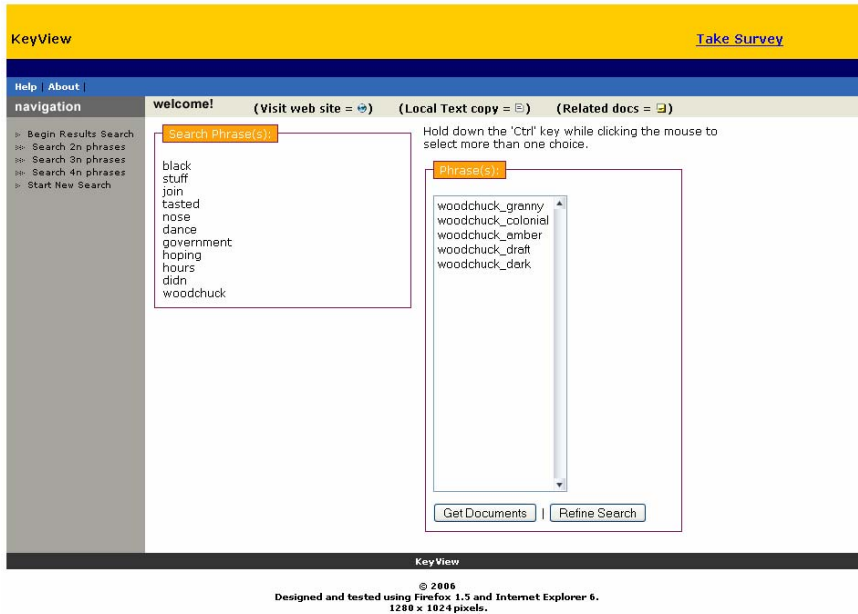 KeyView
Take Survey
Help | About |
navigation
welcome!
(Visit web site = )
(Local Text copy = )
(Related docs = )
Begin Results Search
Search 2n phrases
Search 3n phrases
Search 4n phrases
Start New Search
Search Phrase(s):
black
stuff
join
tasted
nose
dance
government
hoping
hours
didn
woodchuck
Hold down the 'Ctrl' key while clicking the mouse to
select more than one choice.
Phrase(s):
woodchuck_granny
woodchuck_colonial
woodchuck_amber
woodchuck_draft
woodchuck_dark
Get Documents | Refine Search
KeyView
© 2006
Designed and tested using Firefox 1.5 and Internet Explorer 6.
1280 x 1024 pixels.